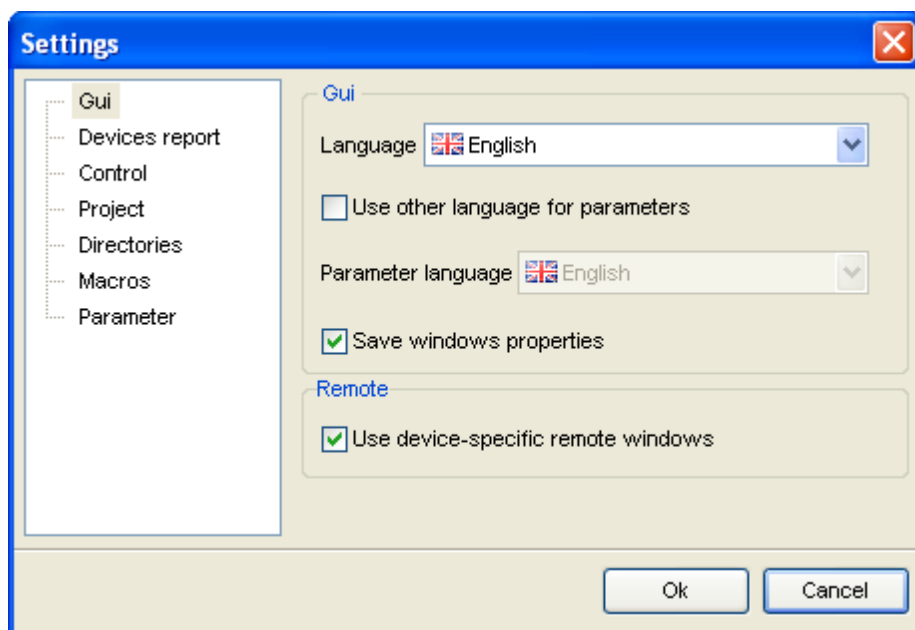 Settings
Gui
Devices report
Control
Project
Directories
Macros
Parameter
Gui
Language English
Use other language for parameters
Parameter language English
Save windows properties
Remote
Use device-specific remote windows
Ok Cancel